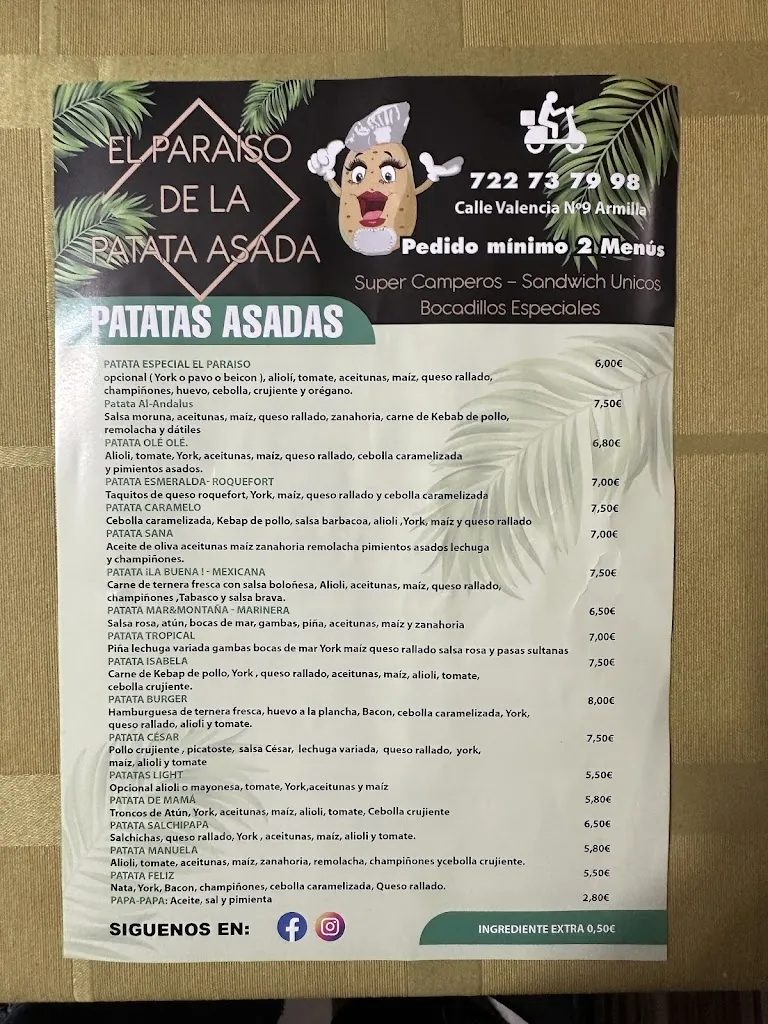 EL PARAÍSO
DE LA
PATATA ASADA
722 73 79 98
Calle Valencia Nº9 Armilla
Pedido mínimo 2 Menús
Super Camperos – Sandwich Unicos
Bocadillos Especiales
PATATAS ASADAS
PATATA ESPECIAL EL PARAISO 6,00€
opcional ( York o pavo o beicon ), aliolí, tomate, aceitunas, maíz, queso rallado,
champiñones, huevo, cebolla, crujiente y orégano.
Patata Al-Andalus 7,50€
Salsa moruna, aceitunas, maíz, queso rallado, zanahoria, carne de Kebab de pollo,
remolacha y dátiles
PATATA OLÉ OLÉ. 6,80€
Alioli, tomate, York, aceitunas, maíz, queso rallado, cebolla caramelizada
y pimientos asados.
PATATA ESMERALDA- ROQUEFORT 7,00€
Taquitos de queso roquefort, York, maíz, queso rallado y cebolla caramelizada
PATATA CARAMELO 7,50€
Cebolla caramelizada, Kebap de pollo, salsa barbacoa, alioli ,York, maíz y queso rallado
PATATA SANA 7,00€
Aceite de oliva aceitunas maíz zanahoria remolacha pimientos asados lechuga
y champiñones.
PATATA ¡LA BUENA ! - MEXICANA 7,50€
Carne de ternera fresca con salsa boloñesa, Alioli, aceitunas, maíz, queso rallado,
champiñones ,Tabasco y salsa brava.
PATATA MAR&MONTAÑA - MARINERA 6,50€
Salsa rosa, atún, bocas de mar, gambas, piña, aceitunas, maíz y zanahoria
PATATA TROPICAL 7,00€
Piña lechuga variada gambas bocas de mar York maíz queso rallado salsa rosa y pasas sultanas
PATATA ISABELA 7,50€
Carne de Kebap de pollo, York , queso rallado, aceitunas, maíz, alioli, tomate,
cebolla crujiente.
PATATA BURGER 8,00€
Hamburguesa de ternera fresca, huevo a la plancha, Bacon, cebolla caramelizada, York,
queso rallado, alioli y tomate.
PATATA CÉSAR 7,50€
Pollo crujiente , picatoste, salsa César, lechuga variada, queso rallado, york,
maíz, alioli y tomate
PATATAS LIGHT 5,50€
Opcional alioli o mayonesa, tomate, York,aceitunas y maíz
PATATA DE MAMÁ 5,80€
Troncos de Atún, York, aceitunas, maíz, alioli, tomate, Cebolla crujiente
PATATA SALCHIPAPA 6,50€
Salchichas, queso rallado, York , aceitunas, maíz, alioli y tomate.
PATATA MANUELA 5,80€
Alioli, tomate, aceitunas, maíz, zanahoria, remolacha, champiñones ycebolla crujiente.
PATATA FELIZ 5,50€
Nata, York, Bacon, champiñones, cebolla caramelizada, Queso rallado.
PAPA-PAPA: Aceite, sal y pimienta 2,80€
SIGUENOS EN:
INGREDIENTE EXTRA 0,50€